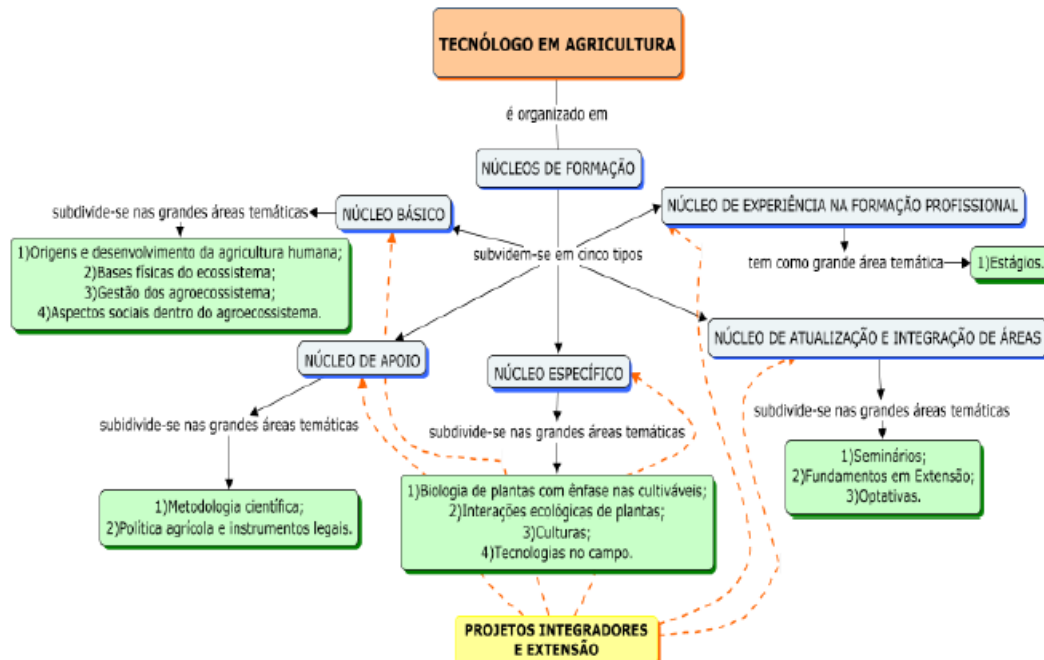 TECNÓLOGO EM AGRICULTURA
é organizado em
NÚCLEOS DE FORMAÇÃO
subvidem-se em cinco tipos
NÚCLEO BÁSICO
subdivide-se nas grandes áreas temáticas
1)Origens e desenvolvimento da agricultura humana;
2)Bases físicas do ecossistema;
3)Gestão dos agroecossistema;
4)Aspectos sociais dentro do agroecossistema.
NÚCLEO DE EXPERIÊNCIA NA FORMAÇÃO PROFISSIONAL
tem como grande área temática
1)Estágios.
NÚCLEO DE APOIO
subidivide-se nas grandes áreas temáticas
1)Metodologia científica;
2)Política agrícola e instrumentos legais.
NÚCLEO ESPECÍFICO
subdivide-se nas grandes áreas temáticas
1)Biologia de plantas com ênfase nas cultiváveis;
2)Interações ecológicas de plantas;
3)Culturas;
4)Tecnologias no campo.
NÚCLEO DE ATUALIZAÇÃO E INTEGRAÇÃO DE ÁREAS
subdivide-se nas grandes áreas temáticas
1)Seminários;
2)Fundamentos em Extensão;
3)Optativas.
PROJETOS INTEGRADORES
E EXTENSÃO